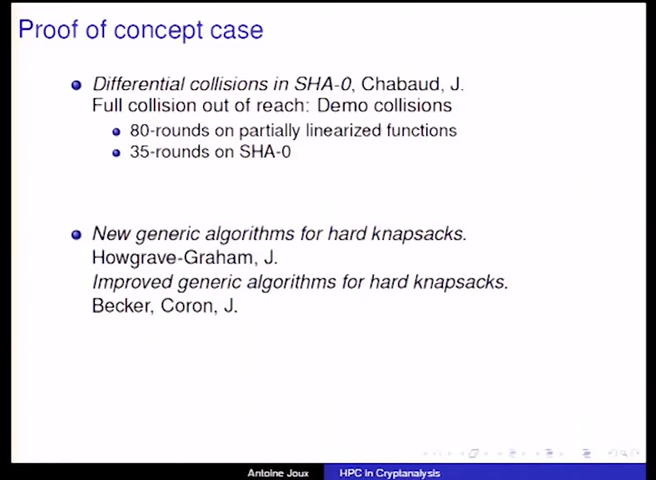 Proof of concept case
Differential collisions in SHA-0, Chabaud, J.
Full collision out of reach: Demo collisions
80-rounds on partially linearized functions
35-rounds on SHA-0
New generic algorithms for hard knapsacks.
Howgrave-Graham, J.
Improved generic algorithms for hard knapsacks.
Becker, Coron, J.
Antoine Joux HPC in Cryptanalysis